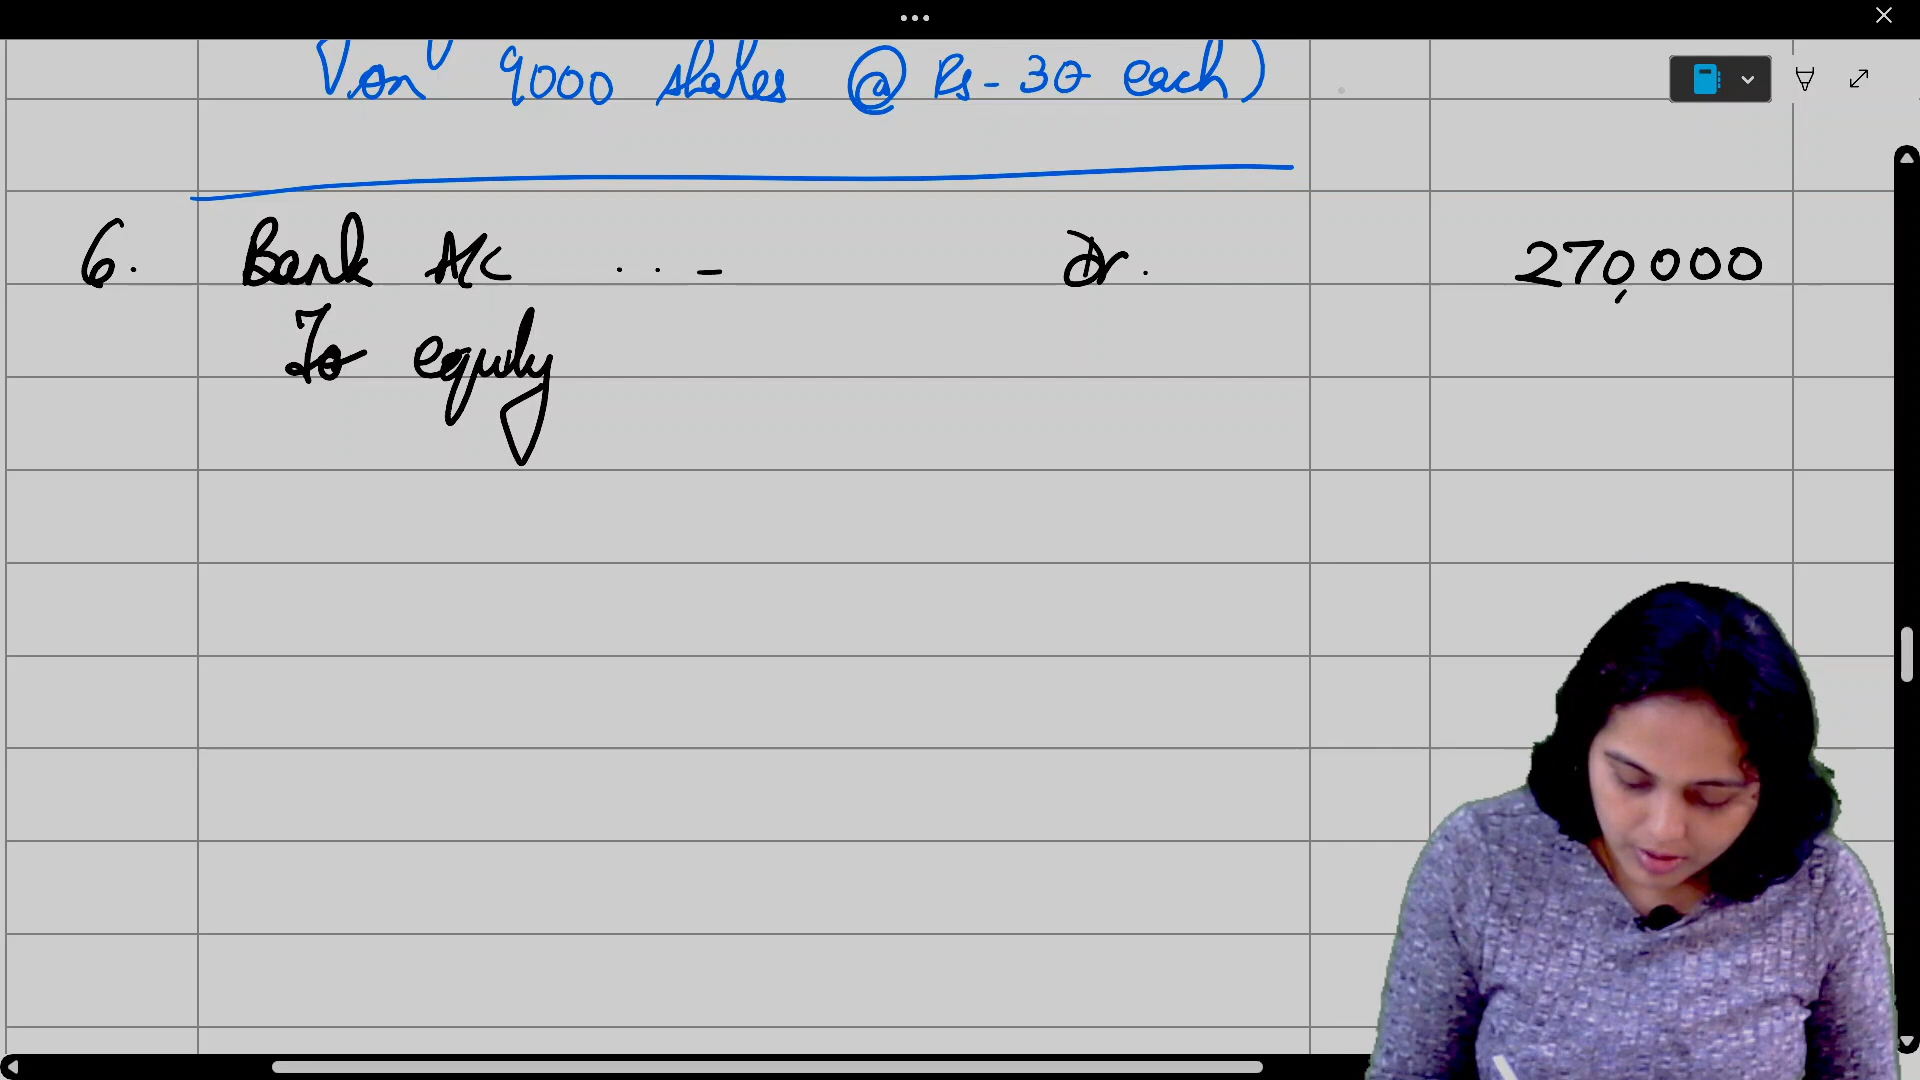 on 9000 shares @ Rs- 30 each)
6. Bank A/c ... - Dr. 270,000
To equity